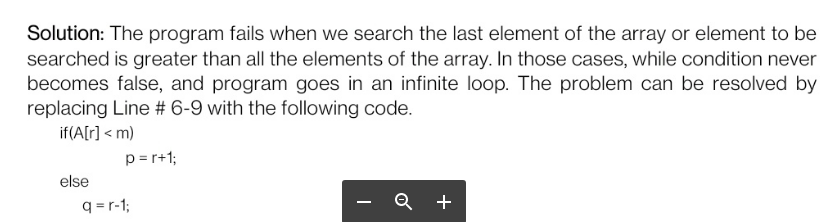 Solution: The program fails when we search the last element of the array or element to be
searched is greater than all the elements of the array. In those cases, while condition never
becomes false, and program goes in an infinite loop. The problem can be resolved by
replacing Line # 6-9 with the following code.
if(A[r] < m)
p = r+1;
else
q = r-1;